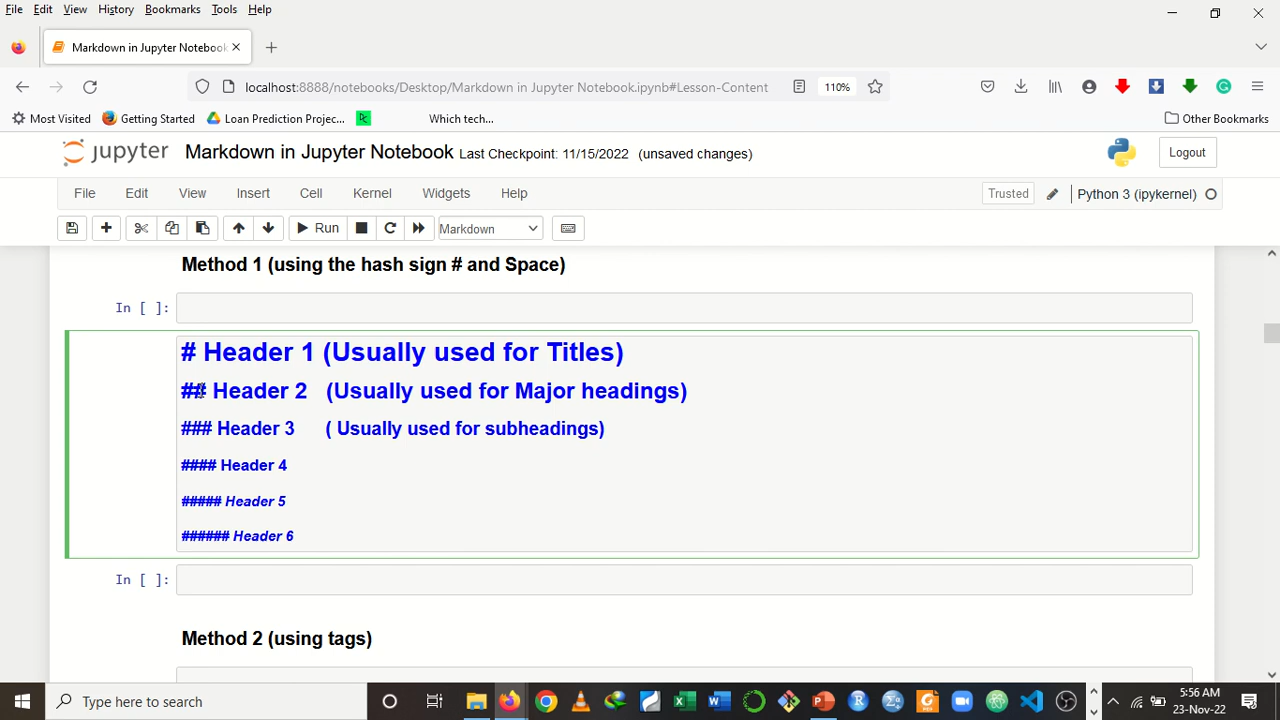 File Edit View History Bookmarks Tools Help
Markdown in Jupyter Notebook
localhost:8888/notebooks/Desktop/Markdown in Jupyter Notebook.ipynb#Lesson-Content 110%
Most Visited Getting Started Loan Prediction Projec... Which tech... Other Bookmarks
jupyter Markdown in Jupyter Notebook Last Checkpoint: 11/15/2022 (unsaved changes) Logout
File Edit View Insert Cell Kernel Widgets Help Trusted Python 3 (ipykernel)
Run Markdown
Method 1 (using the hash sign # and Space)
In [ ]:
# Header 1 (Usually used for Titles)
## Header 2 (Usually used for Major headings)
### Header 3 ( Usually used for subheadings)
#### Header 4
##### Header 5
###### Header 6
In [ ]:
Method 2 (using tags)
Type here to search
5:56 AM
23-Nov-22